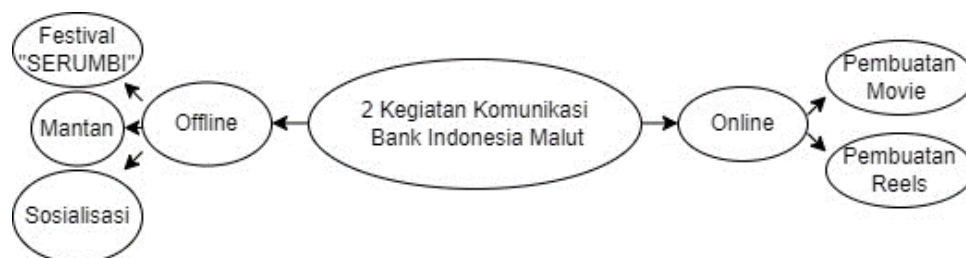 Festival
"SERUMBI"
Mantan
Sosialisasi
Offline
2 Kegiatan Komunikasi
Bank Indonesia Malut
Online
Pembuatan
Movie
Pembuatan
Reels